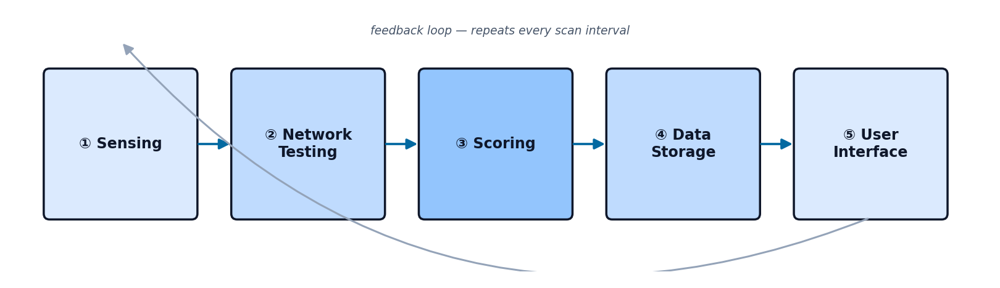 feedback loop — repeats every scan interval
① Sensing
② Network
Testing
③ Scoring
④ Data
Storage
⑤ User
Interface